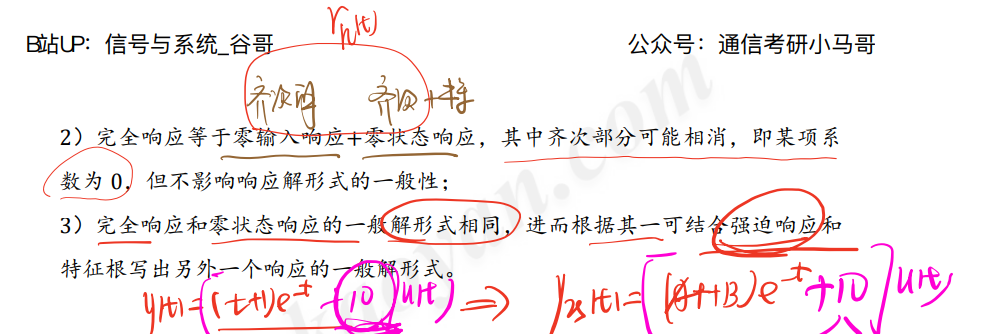 r_h(t)
B站UP：信号与系统_谷哥 公众号：通信考研小马哥
齐次解 齐次+特
2）完全响应等于零输入响应+零状态响应，其中齐次部分可能相消，即某项系
数为 0，但不影响响应解形式的一般性；
3）完全响应和零状态响应的一般解形式相同，进而根据其一可结合强迫响应和
特征根写出另外一个响应的一般解形式。
y(t)=[(t+1)e^-t+10]u(t) ⇒ y_zs(t)=[(At+B)e^-t+10]u(t)